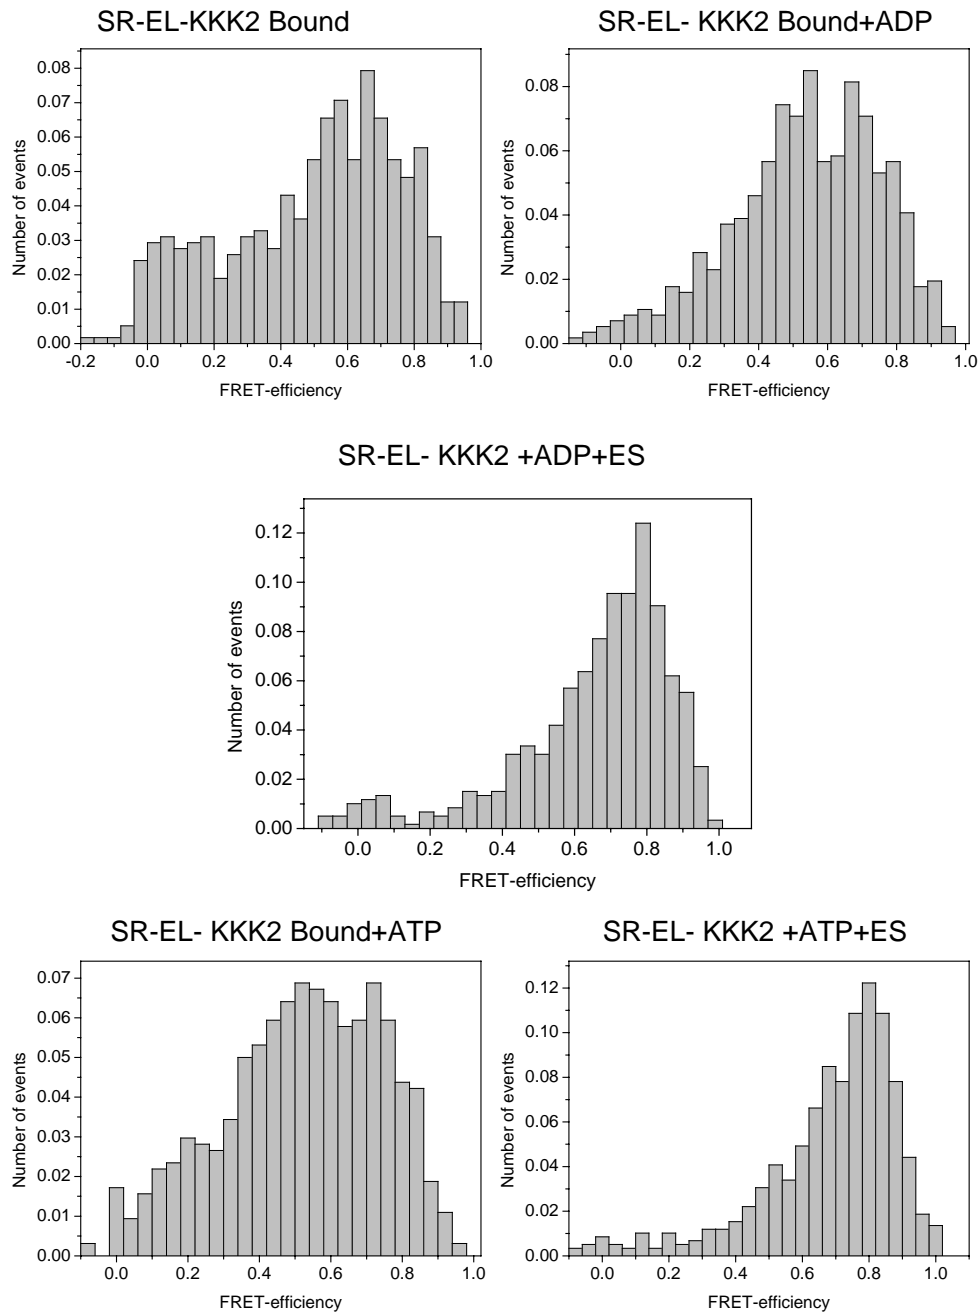 SR-EL-KKK2 Bound
SR-EL- KKK2 Bound+ADP
Number of events
0.08
0.07
0.06
0.05
0.04
0.03
0.02
0.01
0.00
-0.2 0.0 0.2 0.4 0.6 0.8 1.0
FRET-efficiency
Number of events
0.08
0.06
0.04
0.02
0.00
0.0 0.2 0.4 0.6 0.8 1.0
FRET-efficiency
SR-EL- KKK2 +ADP+ES
Number of events
0.12
0.10
0.08
0.06
0.04
0.02
0.00
0.0 0.2 0.4 0.6 0.8 1.0
FRET-efficiency
SR-EL- KKK2 Bound+ATP
SR-EL- KKK2 +ATP+ES
Number of events
0.07
0.06
0.05
0.04
0.03
0.02
0.01
0.00
0.0 0.2 0.4 0.6 0.8 1.0
FRET-efficiency
Number of events
0.12
0.10
0.08
0.06
0.04
0.02
0.00
0.0 0.2 0.4 0.6 0.8 1.0
FRET-efficiency